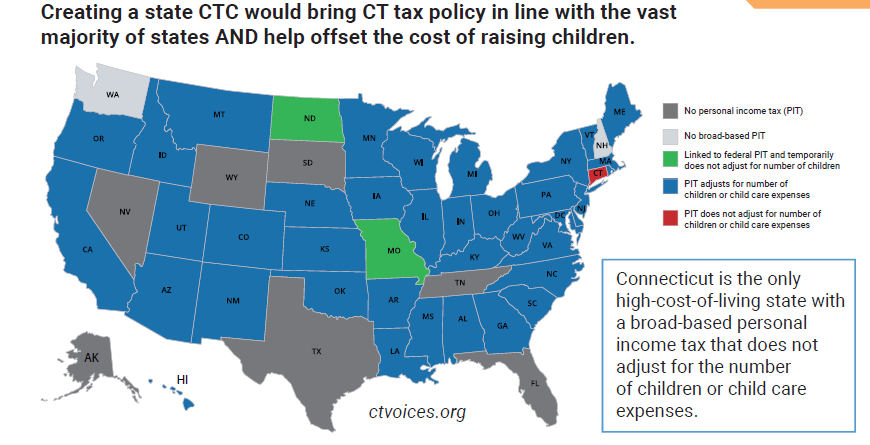 Creating a state CTC would bring CT tax policy in line with the vast
majority of states AND help offset the cost of raising children.
WA
OR
ID
MT
ND
SD
WY
NV
CA
UT
CO
AZ
NM
NE
KS
OK
TX
MN
IA
MO
AR
LA
WI
IL
MI
IN
OH
KY
TN
MS
AL
GA
FL
SC
NC
VA
WV
PA
NY
VT
NH
ME
MA
CT
NJ
DC
AK
HI
No personal income tax (PIT)
No broad-based PIT
Linked to federal PIT and temporarily
does not adjust for number of children
PIT adjusts for number of
children or child care expenses
PIT does not adjust for number of
children or child care expenses
Connecticut is the only
high-cost-of-living state with
a broad-based personal
income tax that does not
adjust for the number
of children or child care
expenses.
ctvoices.org